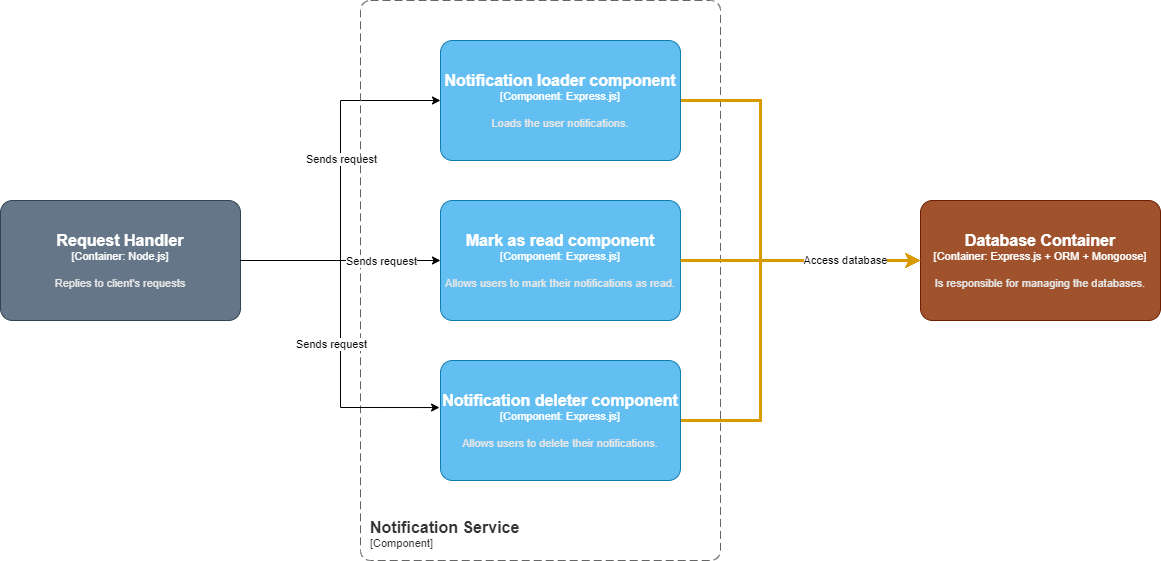 Notification loader component
[Component: Express.js]
Loads the user notifications.
Sends request
Request Handler
[Container: Node.js]
Replies to client's requests
Sends request
Mark as read component
[Component: Express.js]
Allows users to mark their notifications as read.
Access database
Database Container
[Container: Express.js + ORM + Mongoose]
Is responsible for managing the databases.
Sends request
Notification deleter component
[Component: Express.js]
Allows users to delete their notifications.
Notification Service
[Component]